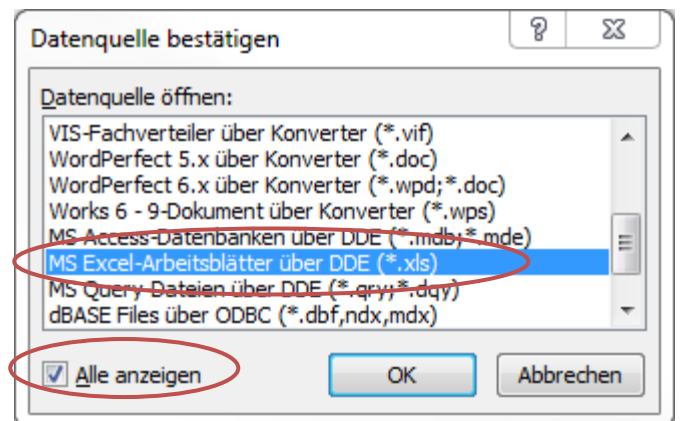 Datenquelle bestätigen
Datenquelle öffnen:
VIS-Fachverteiler über Konverter (*.vif)
WordPerfect 5.x über Konverter (*.doc)
WordPerfect 6.x über Konverter (*.wpd;*.doc)
Works 6 - 9-Dokument über Konverter (*.wps)
MS Access-Datenbanken über DDE (*.mdb;*.mde)
MS Excel-Arbeitsblätter über DDE (*.xls)
MS Query-Dateien über DDE (*.qry;*.dqy)
dBASE Files über ODBC (*.dbf,ndx,mdx)
Alle anzeigen
OK
Abbrechen